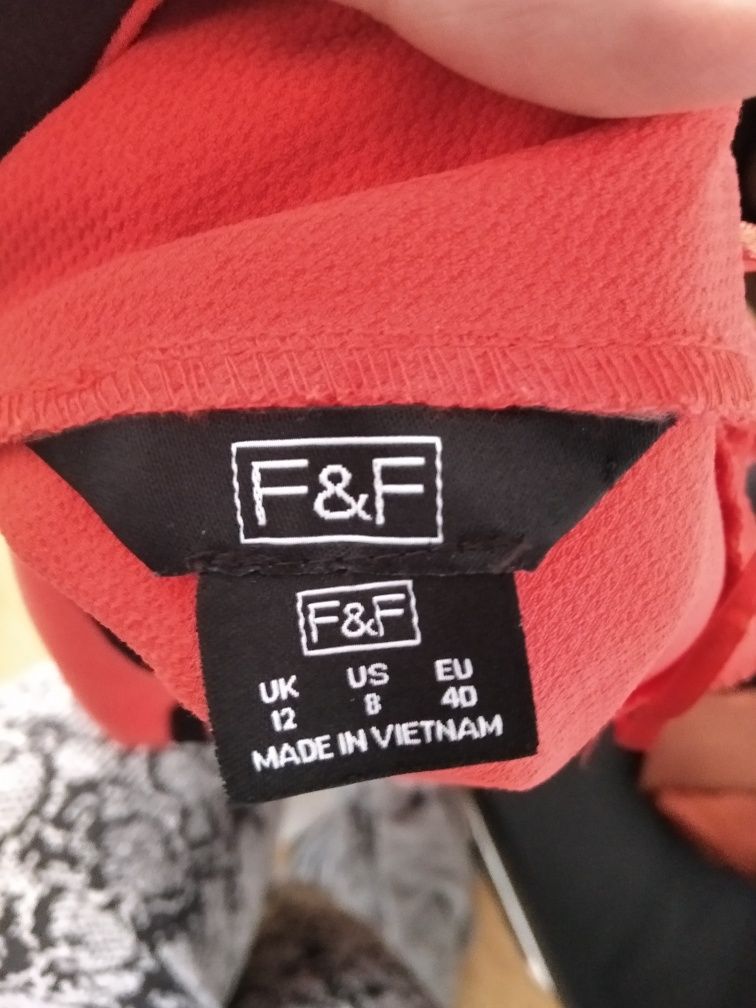 F&F
F&F
UK US EU
12 8 40
MADE IN VIETNAM